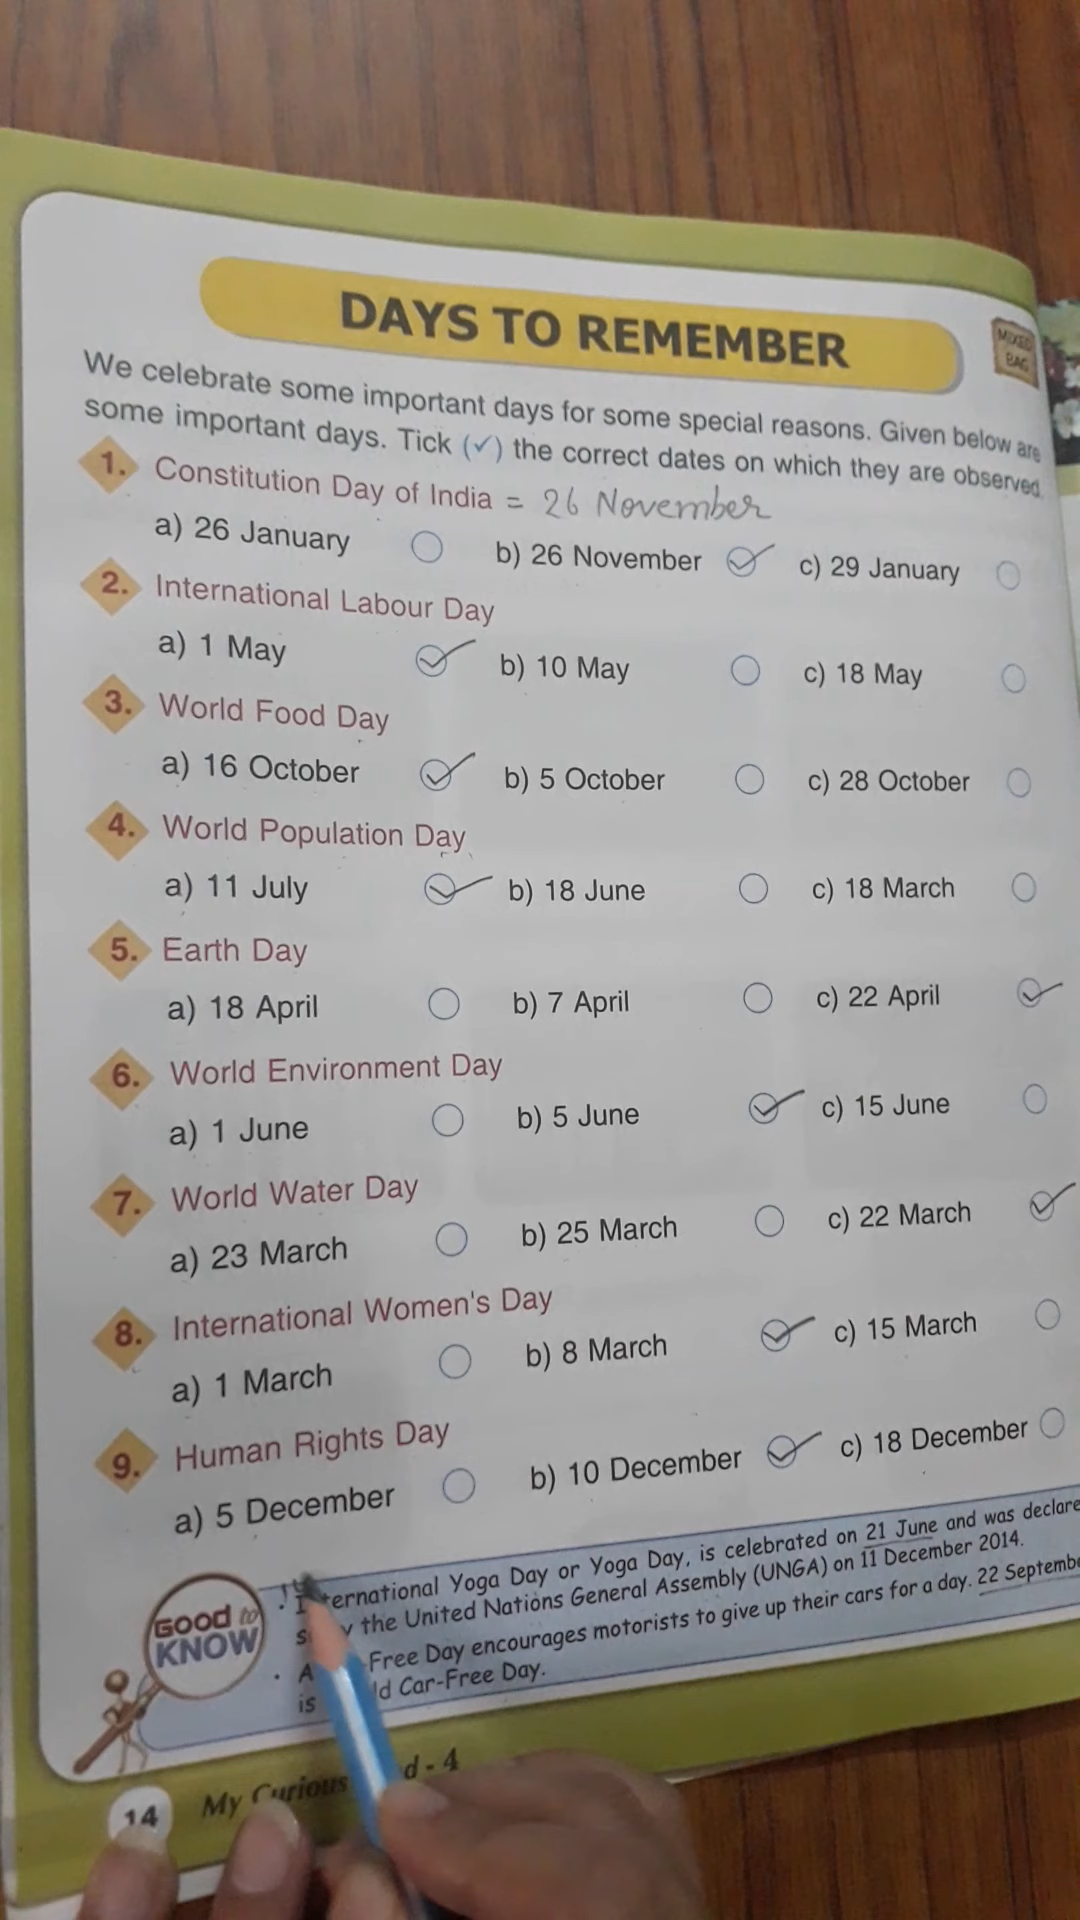 DAYS TO REMEMBER
MIXED BAG
We celebrate some important days for some special reasons. Given below are
some important days. Tick (✓) the correct dates on which they are observed.
1. Constitution Day of India = 26 November
a) 26 January b) 26 November ✓ c) 29 January
2. International Labour Day
a) 1 May ✓ b) 10 May c) 18 May
3. World Food Day
a) 16 October ✓ b) 5 October c) 28 October
4. World Population Day
a) 11 July ✓ b) 18 June c) 18 March
5. Earth Day
a) 18 April b) 7 April c) 22 April ✓
6. World Environment Day
a) 1 June b) 5 June ✓ c) 15 June
7. World Water Day
a) 23 March b) 25 March c) 22 March ✓
8. International Women's Day
a) 1 March b) 8 March ✓ c) 15 March
9. Human Rights Day
a) 5 December b) 10 December ✓ c) 18 December
Good to KNOW
Yoga Day or Yoga Day, is celebrated on 21 June and was
the United Nations General Assembly (UNGA) on 11 December 2014.
A Free Day encourages motorists to give up their cars for a day. 22
is Car-Free Day.
14 My Curious - 4